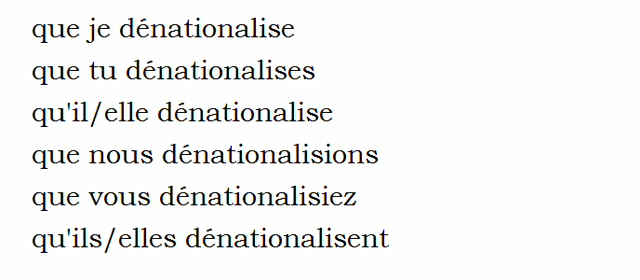 que je dénationalise
que tu dénationalises
qu'il/elle dénationalise
que nous dénationalisions
que vous dénationalisiez
qu'ils/elles dénationalisent